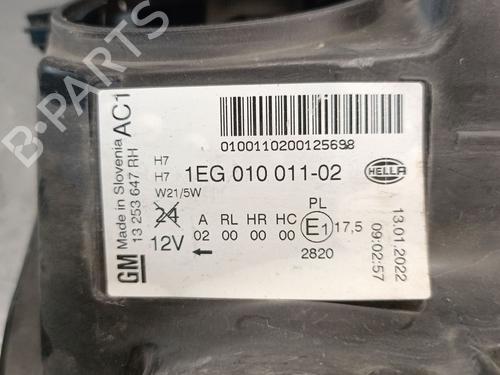 B-PARTS
GM Made in Slovenia AC1
13 253 647 RH
0100110200125698
H7
H7 1EG 010 011-02
HELLA
W21/5W
24
12V
A RL HR HC PL
02 00 00 00 E1 17,5
2820
13.01.2022
09:02:57